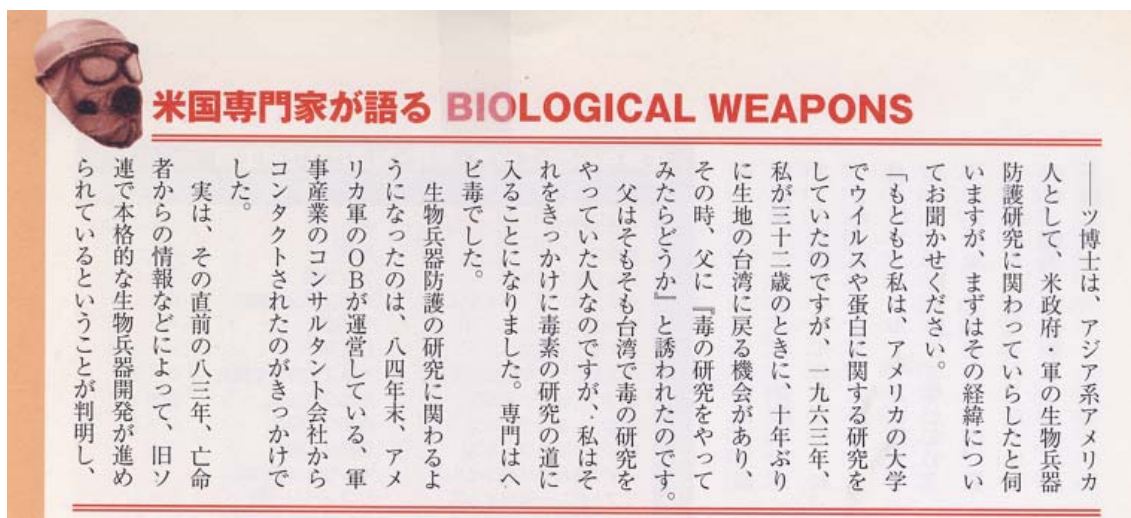 米国専門家が語る BIOLOGICAL WEAPONS
――ツ博士は、アジア系アメリカ
人として、米政府・軍の生物兵器
防護研究に関わっていらしたと伺
いますが、まずはその経緯につい
てお聞かせください。
「もともと私は、アメリカの大学
でウイルスや蛋白に関する研究を
していたのですが、一九六三年、
私が三十二歳のときに、十年ぶり
に生地の台湾に戻る機会があり、
その時、父に『毒の研究をやって
みたらどうか』と誘われたのです。
父はそもそも台湾で毒の研究を
やっていた人なのですが、私はそ
れをきっかけに毒素の研究の道に
入ることになりました。専門はヘ
ビ毒でした。
生物兵器防護の研究に関わるよ
うになったのは、八四年末、アメ
リカ軍のOBが運営している、軍
事産業のコンサルタント会社から
コンタクトされたのがきっかけで
した。
実は、その直前の八三年、亡命
者からの情報などによって、旧ソ
連で本格的な生物兵器開発が進め
られているということが判明し、